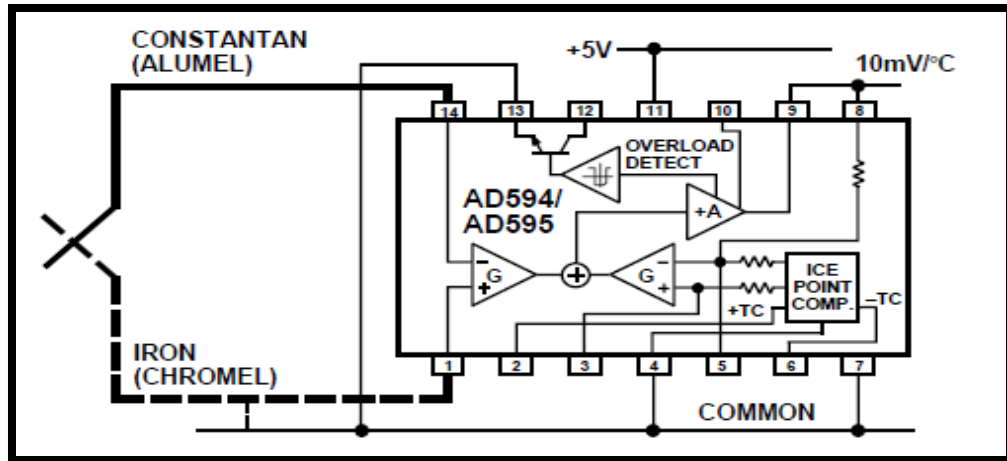 CONSTANTAN
(ALUMEL)
+5V
10mV/°C
14
13
12
11
10
9
8
OVERLOAD
DETECT
AD594/
AD595
+A
–
G
+
+
–
G
+
ICE
POINT
COMP.
+TC
–TC
IRON
(CHROMEL)
1
2
3
4
5
6
7
COMMON